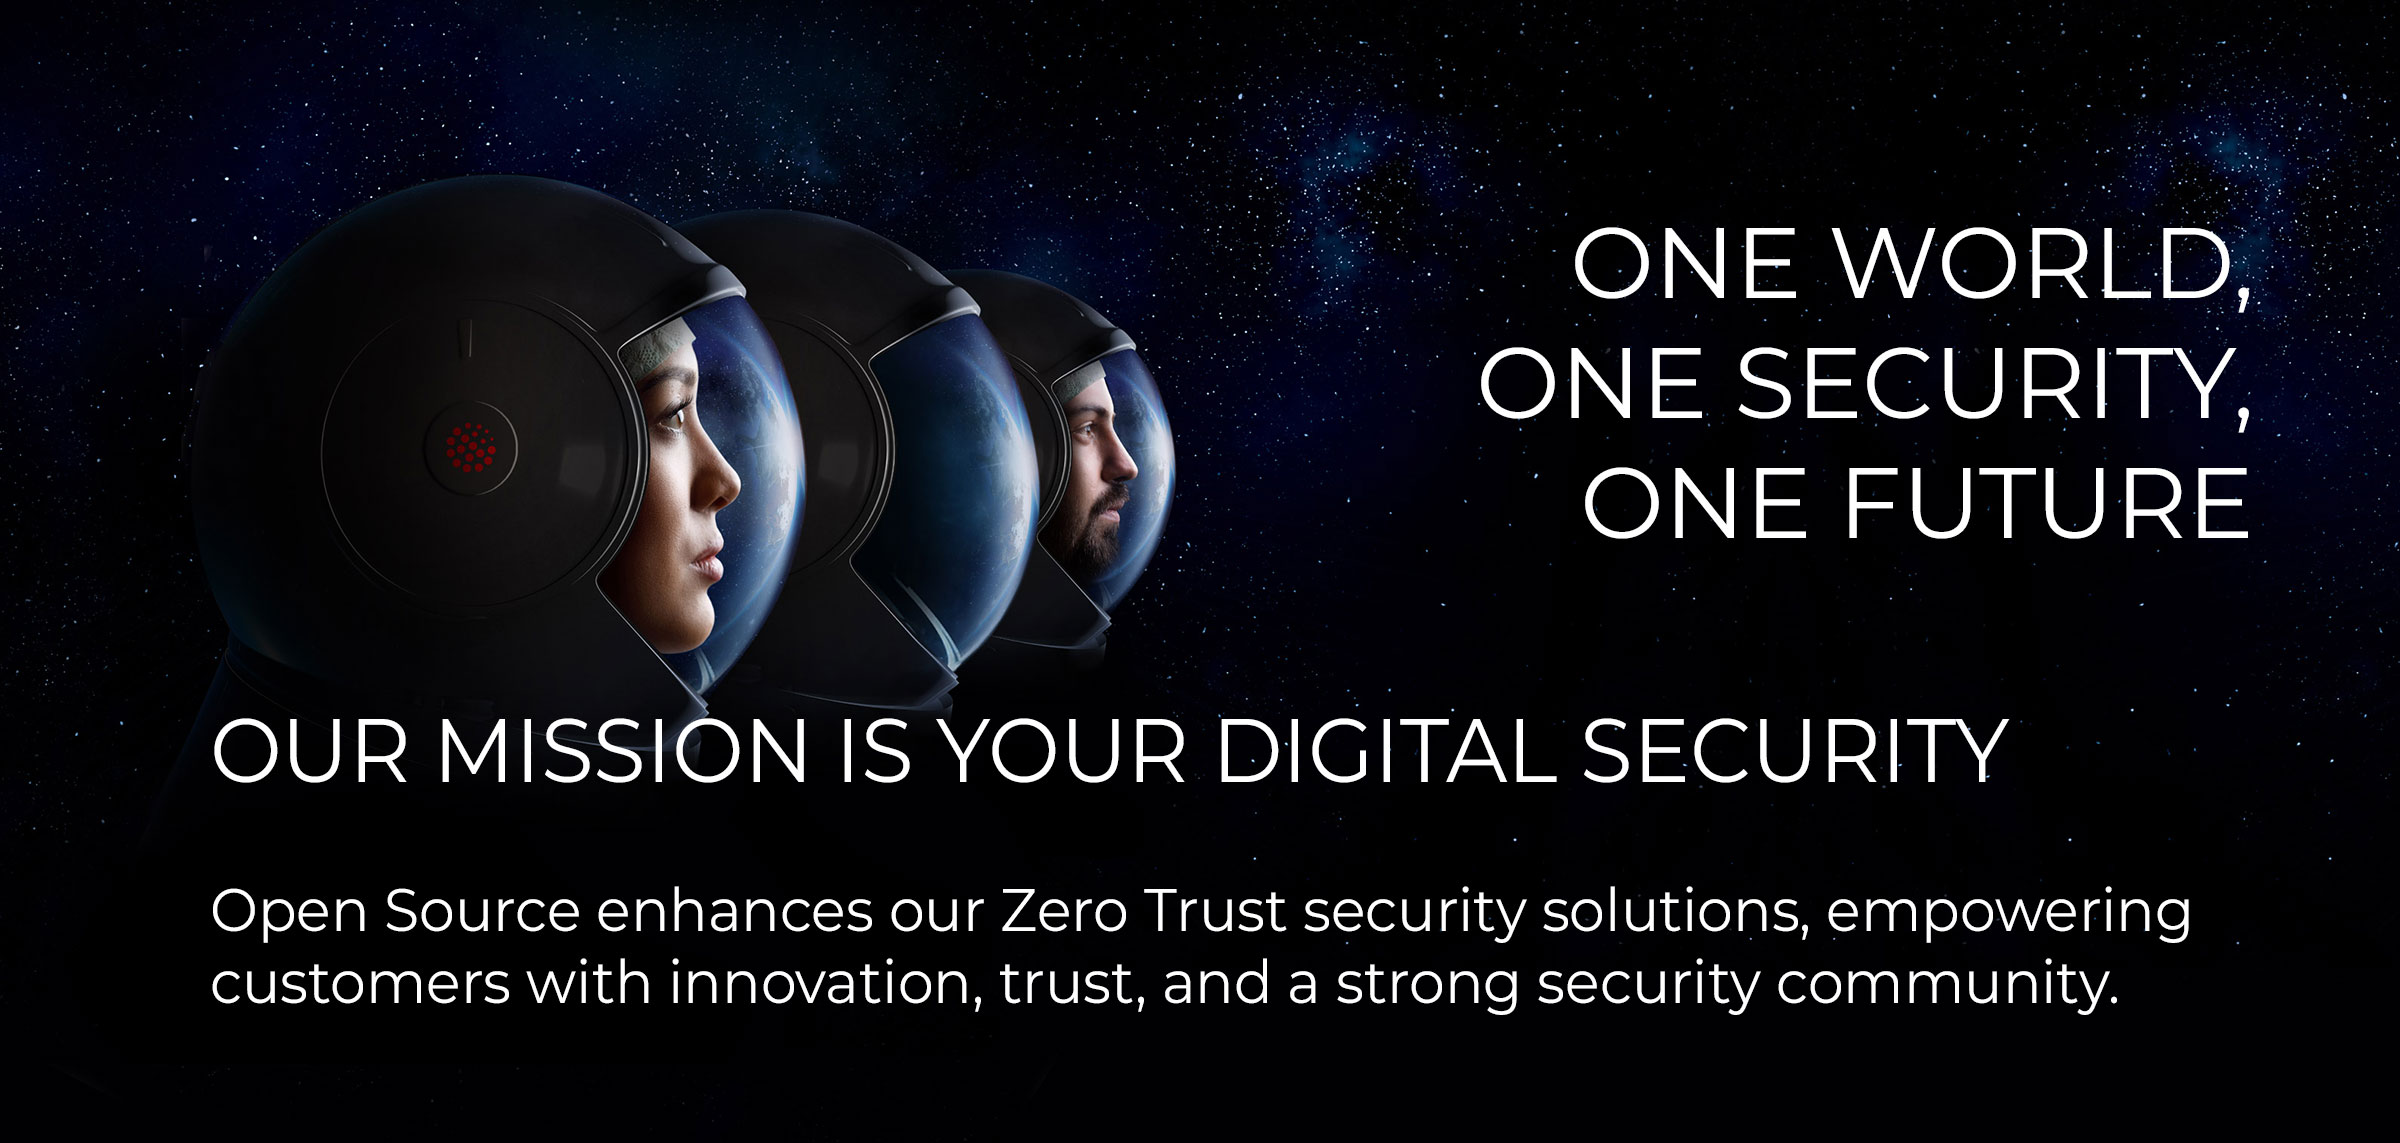 ONE WORLD,
ONE SECURITY,
ONE FUTURE
OUR MISSION IS YOUR DIGITAL SECURITY
Open Source enhances our Zero Trust security solutions, empowering
customers with innovation, trust, and a strong security community.